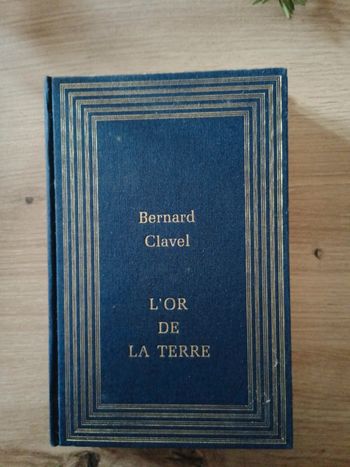 Bernard
Clavel
L'OR
DE
LA TERRE